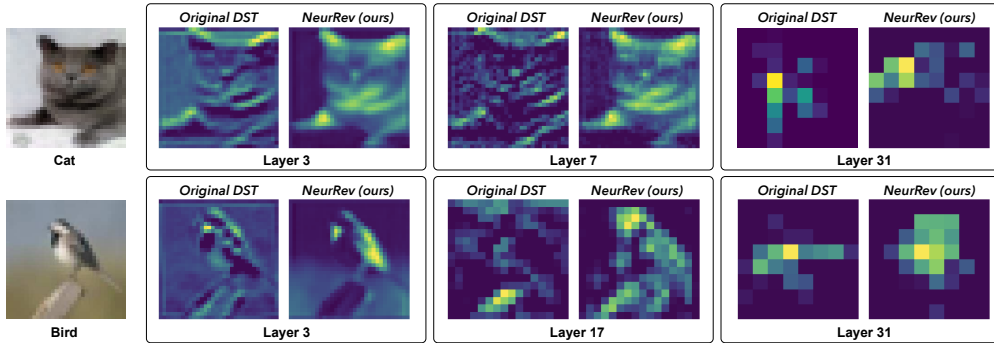 Original DST NeurRev (ours) Original DST NeurRev (ours) Original DST NeurRev (ours)
Cat Layer 3 Layer 7 Layer 31
Original DST NeurRev (ours) Original DST NeurRev (ours) Original DST NeurRev (ours)
Bird Layer 3 Layer 17 Layer 31